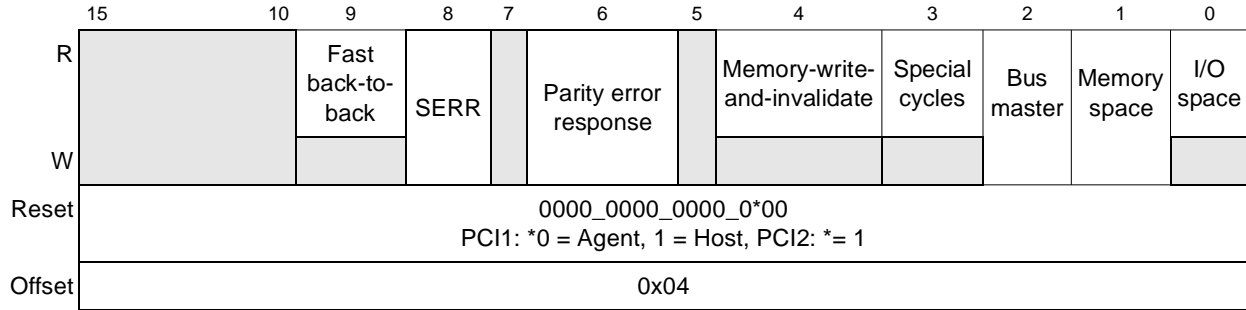 15 10 9 8 7 6 5 4 3 2 1 0
R
Fast
back-to-
back
SERR
Parity error
response
Memory-write-
and-invalidate
Special
cycles
Bus
master
Memory
space
I/O
space
W
Reset
0000_0000_0000_0*00
PCI1: *0 = Agent, 1 = Host, PCI2: *= 1
Offset
0x04